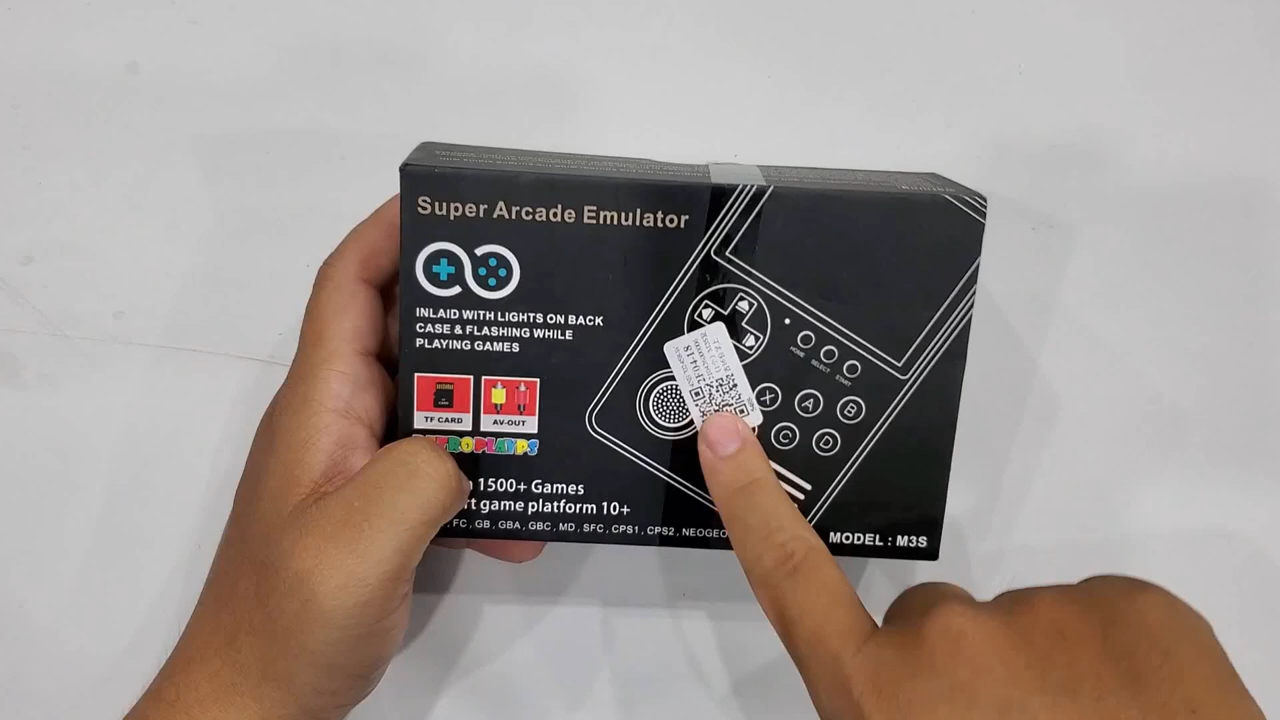 Super Arcade Emulator
INLAID WITH LIGHTS ON BACK
CASE & FLASHING WHILE
PLAYING GAMES
TF CARD
AV-OUT
RETROPLAYPS
1500+ Games
game platform 10+
FC , GB , GBA , GBC , MD , SFC , CPS1 , CPS2 , NEOGEO
HOME
SELECT
START
X
A
B
C
D
MODEL : M3S